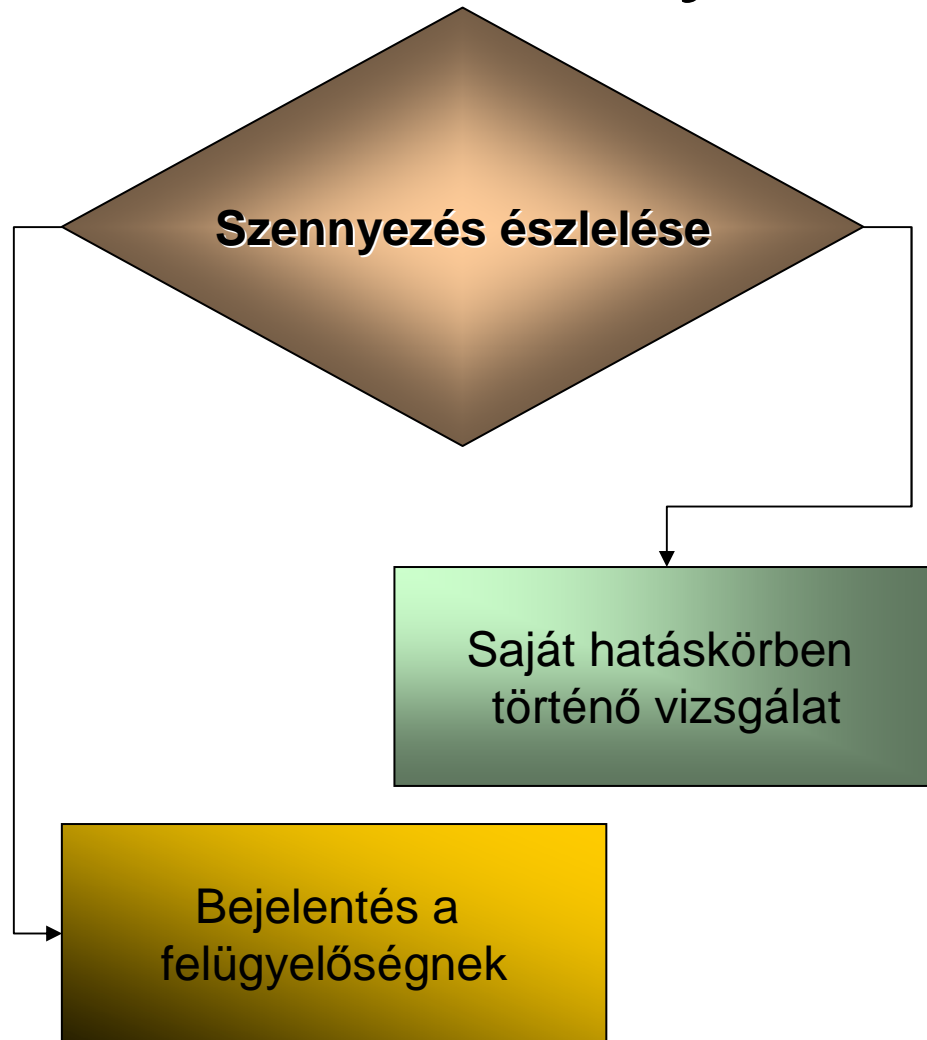 Szennyezés észlelése
Saját hatáskörben
történő vizsgálat
Bejelentés a
felügyelőségnek